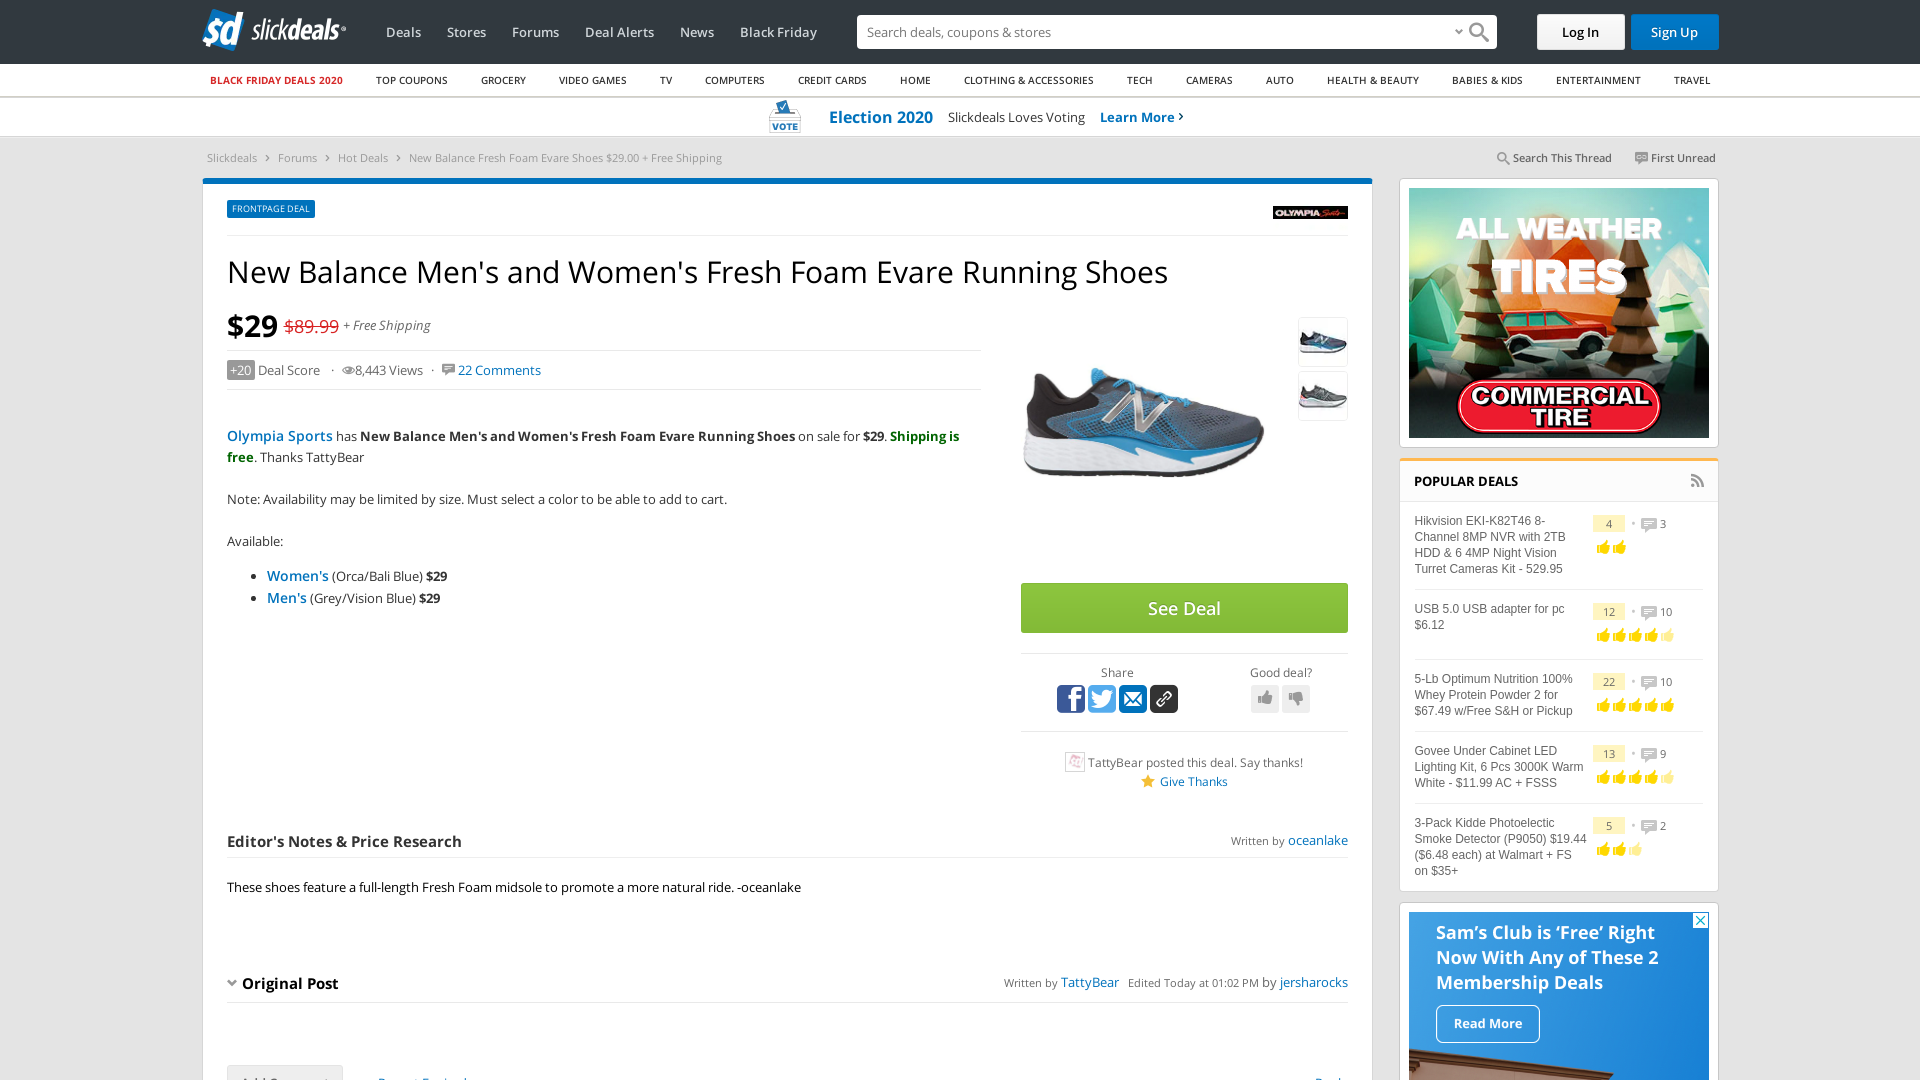 sd slickdeals
Deals Stores Forums Deal Alerts News Black Friday
Search deals, coupons & stores
Log In Sign Up
BLACK FRIDAY DEALS 2020 TOP COUPONS GROCERY VIDEO GAMES TV COMPUTERS CREDIT CARDS HOME CLOTHING & ACCESSORIES TECH CAMERAS AUTO HEALTH & BEAUTY BABIES & KIDS ENTERTAINMENT TRAVEL
VOTE Election 2020 Slickdeals Loves Voting Learn More
Slickdeals Forums Hot Deals New Balance Fresh Foam Evare Shoes $29.00 + Free Shipping
Search This Thread First Unread
FRONTPAGE DEAL
OLYMPIA Sports
New Balance Men's and Women's Fresh Foam Evare Running Shoes
$29 $89.99 + Free Shipping
+20 Deal Score · 8,443 Views · 22 Comments
Olympia Sports has New Balance Men's and Women's Fresh Foam Evare Running Shoes on sale for $29. Shipping is
free. Thanks TattyBear
Note: Availability may be limited by size. Must select a color to be able to add to cart.
Available:
Women's (Orca/Bali Blue) $29
Men's (Grey/Vision Blue) $29
See Deal
Share
Good deal?
TattyBear posted this deal. Say thanks!
Give Thanks
Editor's Notes & Price Research
Written by oceanlake
These shoes feature a full-length Fresh Foam midsole to promote a more natural ride. -oceanlake
Original Post
Written by TattyBear Edited Today at 01:02 PM by jersharocks
ALL WEATHER
TIRES
COMMERCIAL
TIRE
POPULAR DEALS
Hikvision EKI-K82T46 8-
Channel 8MP NVR with 2TB
HDD & 6 4MP Night Vision
Turret Cameras Kit - 529.95
4 • 3
USB 5.0 USB adapter for pc
$6.12
12 • 10
5-Lb Optimum Nutrition 100%
Whey Protein Powder 2 for
$67.49 w/Free S&H or Pickup
22 • 10
Govee Under Cabinet LED
Lighting Kit, 6 Pcs 3000K Warm
White - $11.99 AC + FSSS
13 • 9
3-Pack Kidde Photoelectic
Smoke Detector (P9050) $19.44
($6.48 each) at Walmart + FS
on $35+
5 • 2
Sam's Club is 'Free' Right
Now With Any of These 2
Membership Deals
Read More